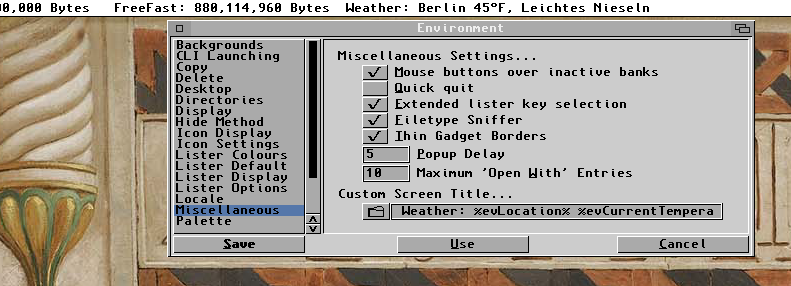 00,000 Bytes   FreeFast: 880,114,960 Bytes  Weather: Berlin 45°F, Leichtes Nieseln
Environment
Backgrounds
CLI Launching
Copy
Delete
Desktop
Directories
Display
Hide Method
Icon Display
Icon Settings
Lister Colours
Lister Default
Lister Display
Lister Options
Locale
Miscellaneous
Palette
Miscellaneous Settings...
Mouse buttons over inactive banks
Quick quit
Extended lister key selection
Filetype Sniffer
Thin Gadget Borders
5 Popup Delay
10 Maximum 'Open With' Entries
Custom Screen Title...
Weather: %evLocation% %evCurrentTempera
Save Use Cancel